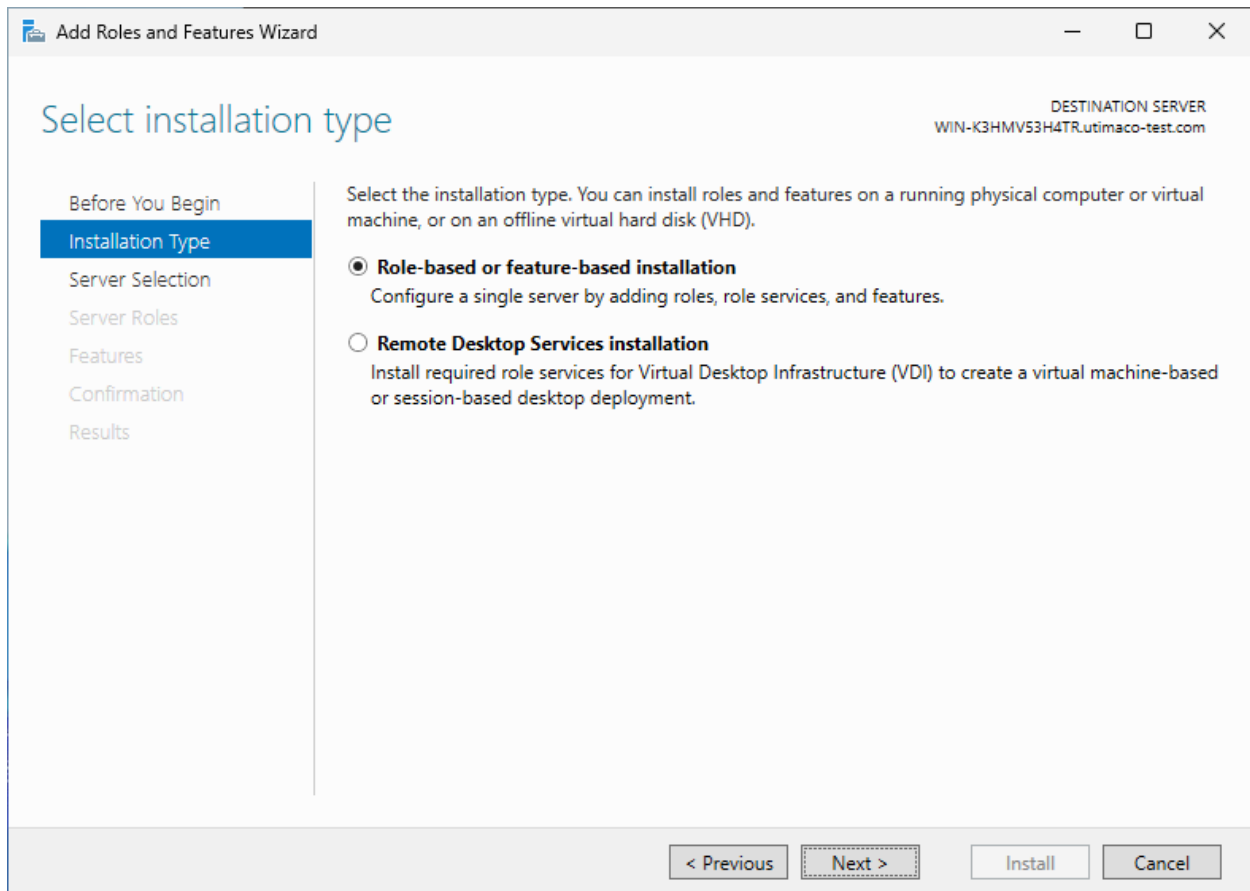 Add Roles and Features Wizard
Select installation type
DESTINATION SERVER
WIN-K3HMV53H4TR.utimaco-test.com
Before You Begin
Installation Type
Server Selection
Server Roles
Features
Confirmation
Results
Select the installation type. You can install roles and features on a running physical computer or virtual
machine, or on an offline virtual hard disk (VHD).
Role-based or feature-based installation
Configure a single server by adding roles, role services, and features.
Remote Desktop Services installation
Install required role services for Virtual Desktop Infrastructure (VDI) to create a virtual machine-based
or session-based desktop deployment.
< Previous
Next >
Install
Cancel